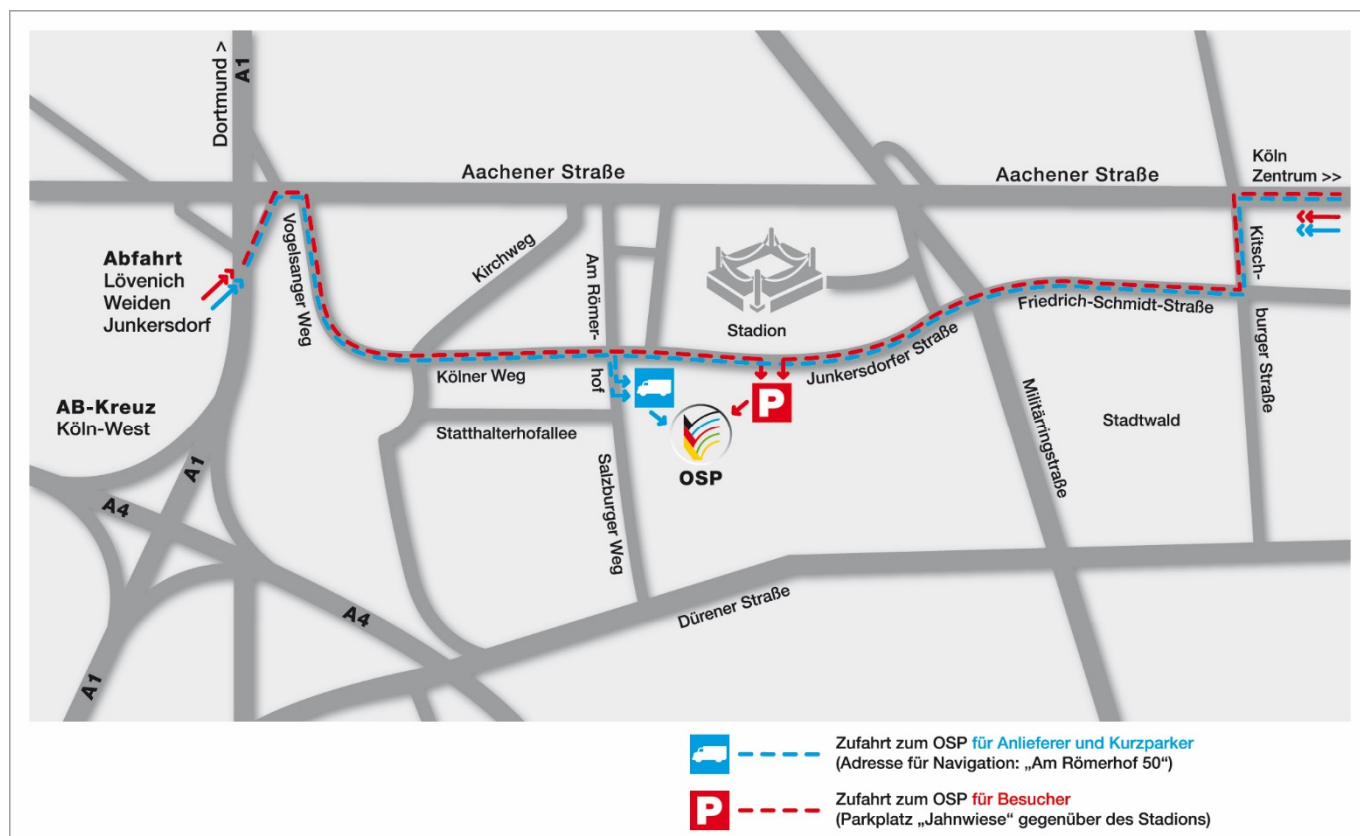 Dortmund >
A1
Aachener Straße
Aachener Straße
Köln
Zentrum >>
Abfahrt
Lövenich
Weiden
Junkersdorf
Vogelsanger Weg
Kirchweg
Am Römer-
hof
Stadion
Kitsch-
burger Straße
Friedrich-Schmidt-Straße
Junkersdorfer Straße
Kölner Weg
P
AB-Kreuz
Köln-West
Statthalterhofallee
OSP
Militärringstraße
Stadtwald
A1
A4
Salzburger Weg
Dürener Straße
A4
A1
Zufahrt zum OSP für Anlieferer und Kurzparker
(Adresse für Navigation: „Am Römerhof 50“)
P
Zufahrt zum OSP für Besucher
(Parkplatz „Jahnwiese“ gegenüber des Stadions)